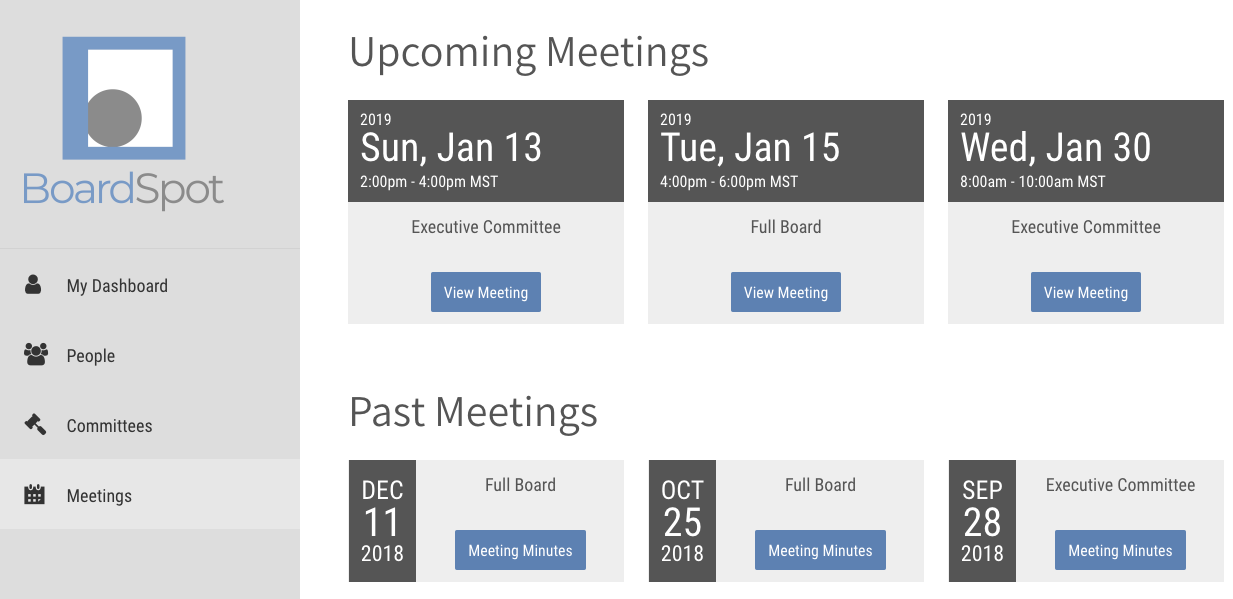 BoardSpot
My Dashboard
People
Committees
Meetings
Upcoming Meetings
2019
Sun, Jan 13
2:00pm - 4:00pm MST
Executive Committee
View Meeting
2019
Tue, Jan 15
4:00pm - 6:00pm MST
Full Board
View Meeting
2019
Wed, Jan 30
8:00am - 10:00am MST
Executive Committee
View Meeting
Past Meetings
DEC
11
2018
Full Board
Meeting Minutes
OCT
25
2018
Full Board
Meeting Minutes
SEP
28
2018
Executive Committee
Meeting Minutes